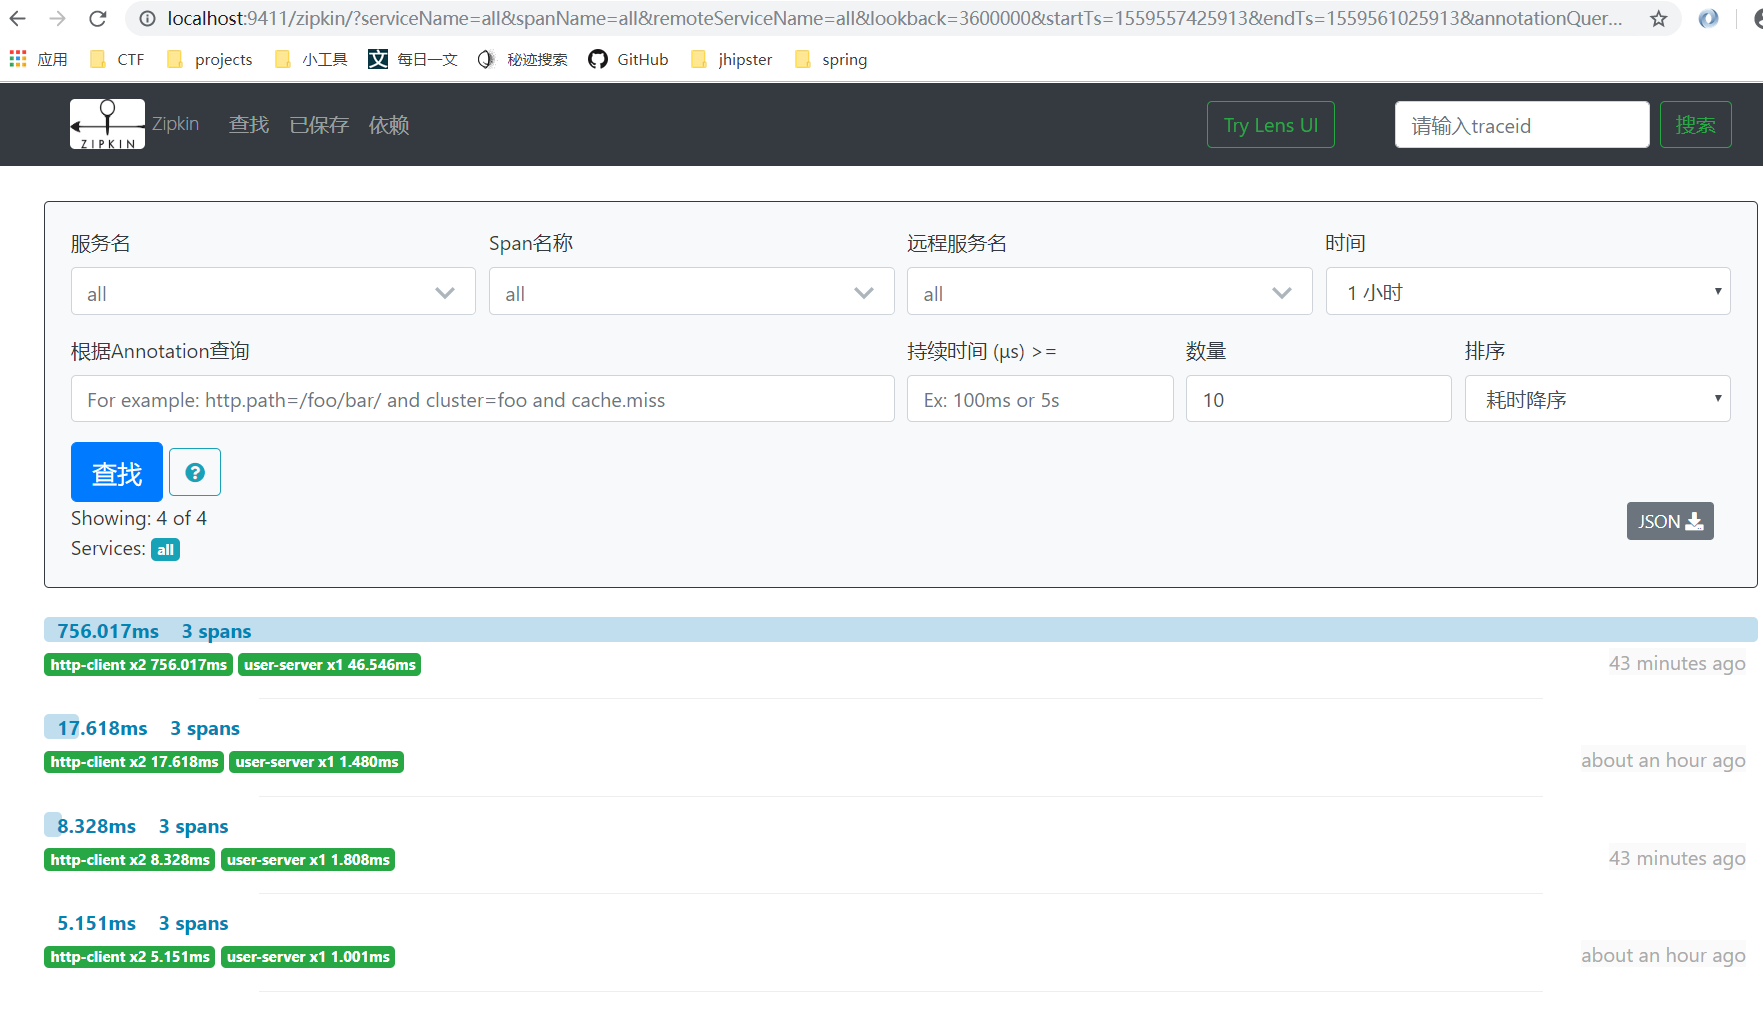 localhost:9411/zipkin/?serviceName=all&spanName=all&remoteServiceName=all&lookback=3600000&startTs=1559557425913&endTs=1559561025913&annotationQuer...
应用 CTF projects 小工具 每日一文 秘迹搜索 GitHub jhipster spring
ZIPKIN Zipkin 查找 已保存 依赖 Try Lens UI 请输入traceid 搜索
服务名 Span名称 远程服务名 时间
all all all 1 小时
根据Annotation查询 持续时间 (μs) >= 数量 排序
For example: http.path=/foo/bar/ and cluster=foo and cache.miss Ex: 100ms or 5s 10 耗时降序
查找 ?
Showing: 4 of 4 JSON
Services: all
756.017ms 3 spans
http-client x2 756.017ms user-server x1 46.546ms 43 minutes ago
17.618ms 3 spans
http-client x2 17.618ms user-server x1 1.480ms about an hour ago
8.328ms 3 spans
http-client x2 8.328ms user-server x1 1.808ms 43 minutes ago
5.151ms 3 spans
http-client x2 5.151ms user-server x1 1.001ms about an hour ago